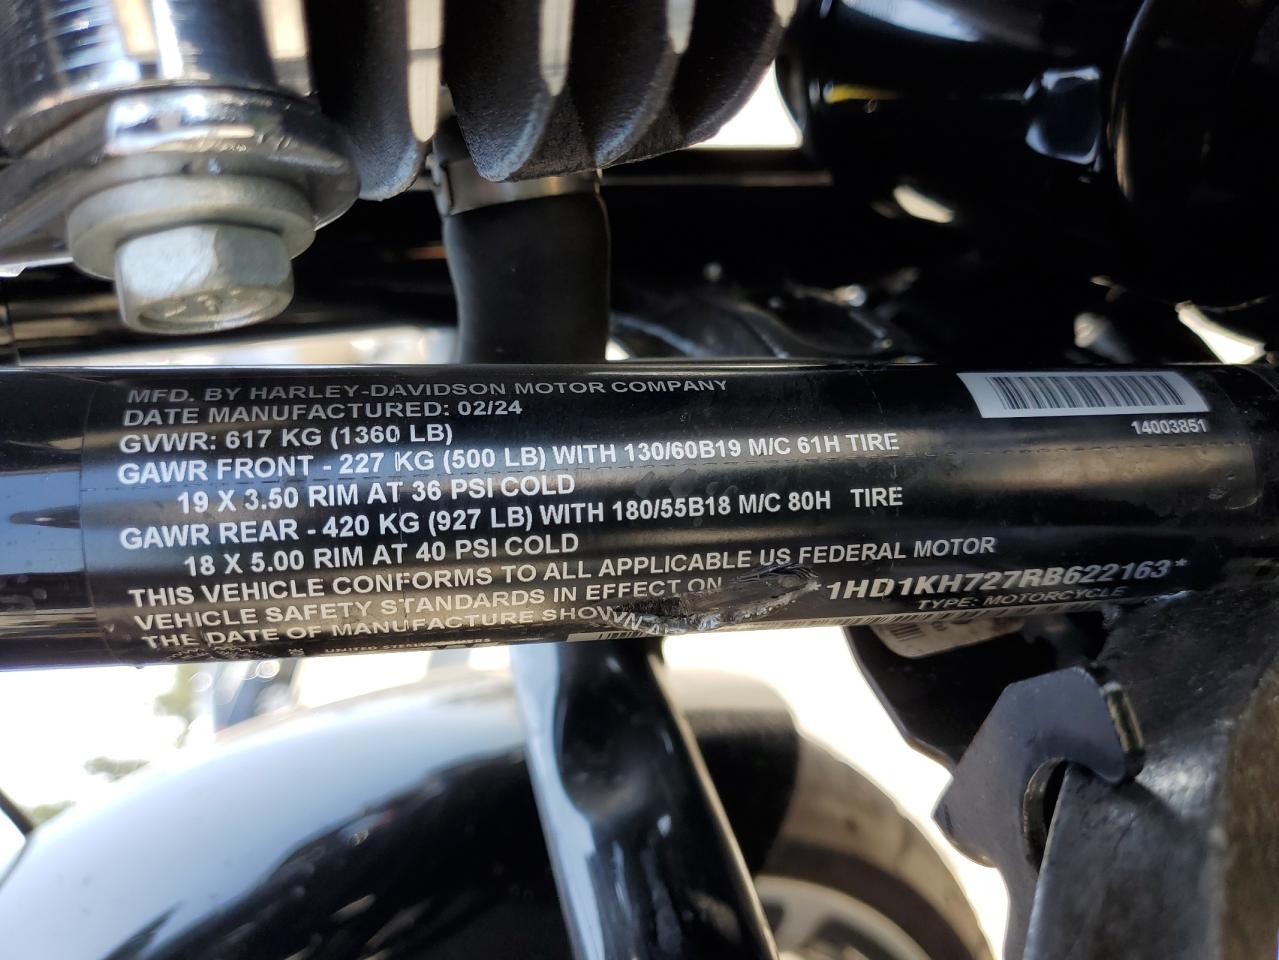 MFD. BY HARLEY-DAVIDSON MOTOR COMPANY
DATE MANUFACTURED: 02/24
GVWR: 617 KG (1360 LB)
GAWR FRONT - 227 KG (500 LB) WITH 130/60B19 M/C 61H TIRE
19 X 3.50 RIM AT 36 PSI COLD
GAWR REAR - 420 KG (927 LB) WITH 180/55B18 M/C 80H TIRE
18 X 5.00 RIM AT 40 PSI COLD
THIS VEHICLE CONFORMS TO ALL APPLICABLE US FEDERAL MOTOR
VEHICLE SAFETY STANDARDS IN EFFECT ON
THE DATE OF MANUFACTURE SHOWN
14003851
*1HD1KH727RB622163*
TYPE: MOTORCYCLE
UNITED